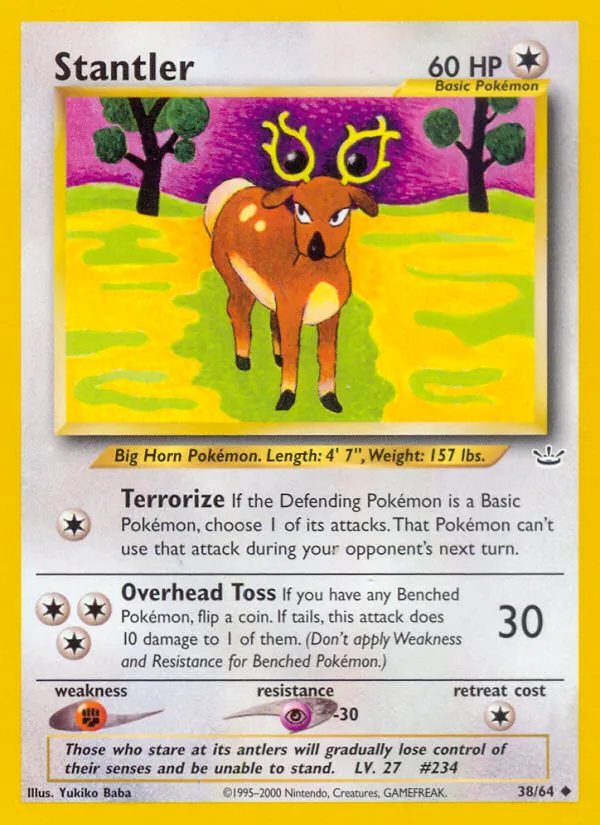 Stantler
60 HP
Basic Pokémon
Big Horn Pokémon. Length: 4' 7", Weight: 157 lbs.
Terrorize If the Defending Pokémon is a Basic
Pokémon, choose 1 of its attacks. That Pokémon can't
use that attack during your opponent's next turn.
Overhead Toss If you have any Benched
Pokémon, flip a coin. If tails, this attack does
10 damage to 1 of them. (Don't apply Weakness
and Resistance for Benched Pokémon.)
30
weakness
resistance
retreat cost
-30
Those who stare at its antlers will gradually lose control of
their senses and be unable to stand. LV. 27 #234
Illus. Yukiko Baba
©1995-2000 Nintendo, Creatures, GAMEFREAK.
38/64